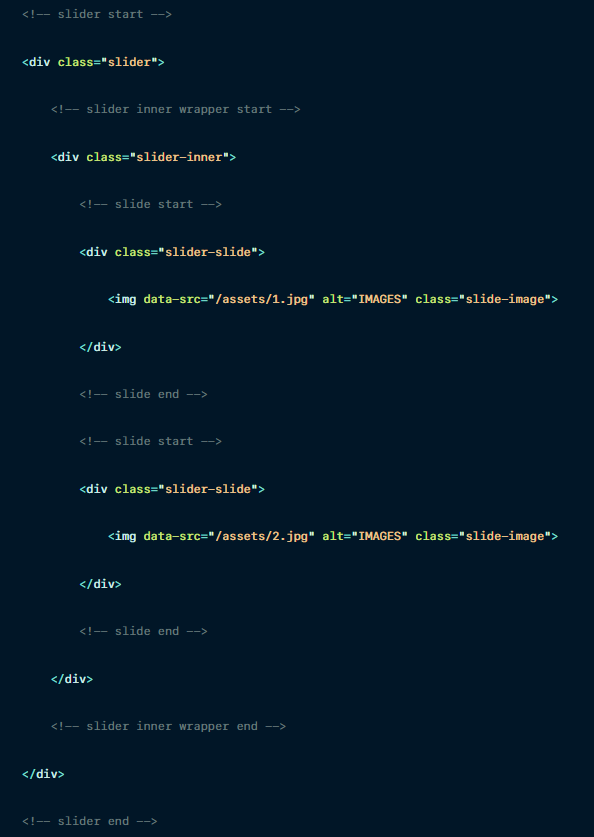 <!-- slider start -->
<div class="slider">
<!-- slider inner wrapper start -->
<div class="slider-inner">
<!-- slide start -->
<div class="slider-slide">
<img data-src="/assets/1.jpg" alt="IMAGES" class="slide-image">
</div>
<!-- slide end -->
<!-- slide start -->
<div class="slider-slide">
<img data-src="/assets/2.jpg" alt="IMAGES" class="slide-image">
</div>
<!-- slide end -->
</div>
<!-- slider inner wrapper end -->
</div>
<!-- slider end -->